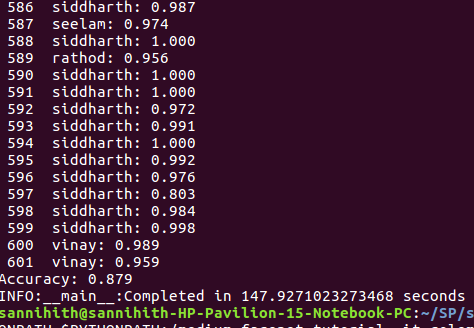 586 siddharth: 0.987
587 seelam: 0.974
588 siddharth: 1.000
589 rathod: 0.956
590 siddharth: 1.000
591 siddharth: 1.000
592 siddharth: 0.972
593 siddharth: 0.991
594 siddharth: 1.000
595 siddharth: 0.992
596 siddharth: 0.976
597 siddharth: 0.803
598 siddharth: 0.984
599 siddharth: 0.998
600 vinay: 0.989
601 vinay: 0.959
Accuracy: 0.879
INFO:__main__:Completed in 147.9271023273468 seconds
sannihith@sannihith-HP-Pavilion-15-Notebook-PC:~/SP/s